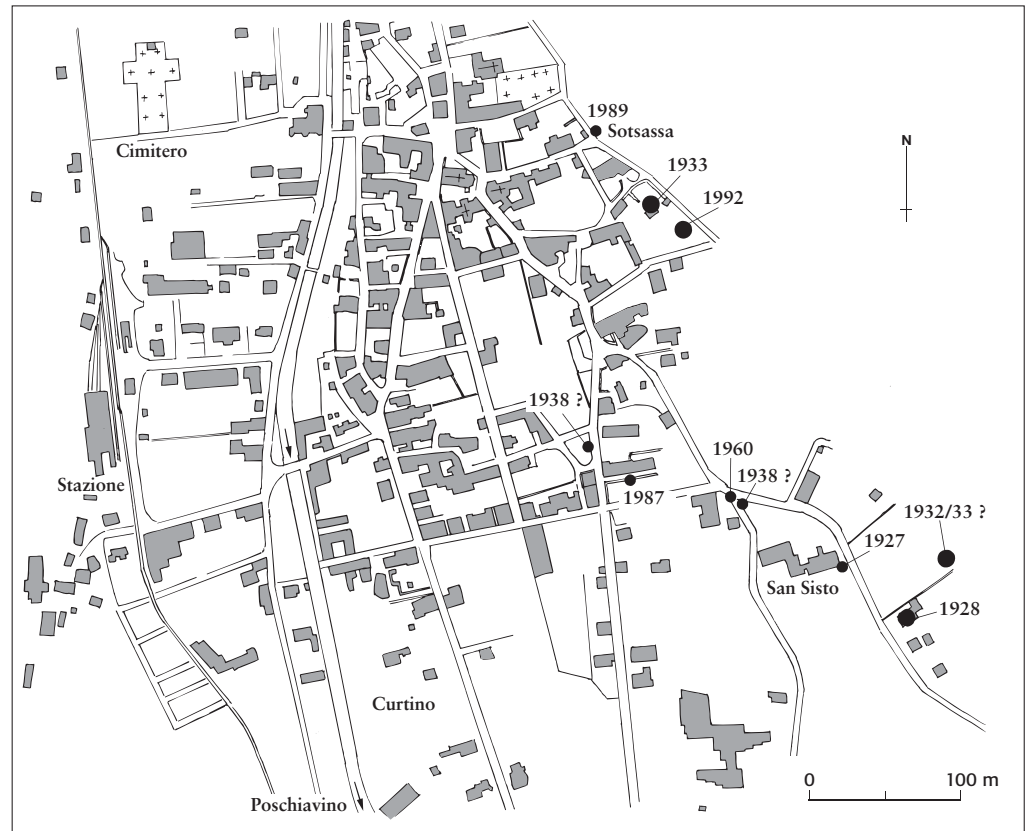 1989
Sotsassa
Cimitero
N
1933
1992
1938 ?
1960
1938 ?
Stazione
1987
1932/33 ?
1927
San Sisto
1928
Curtino
0 100 m
Poschiavino